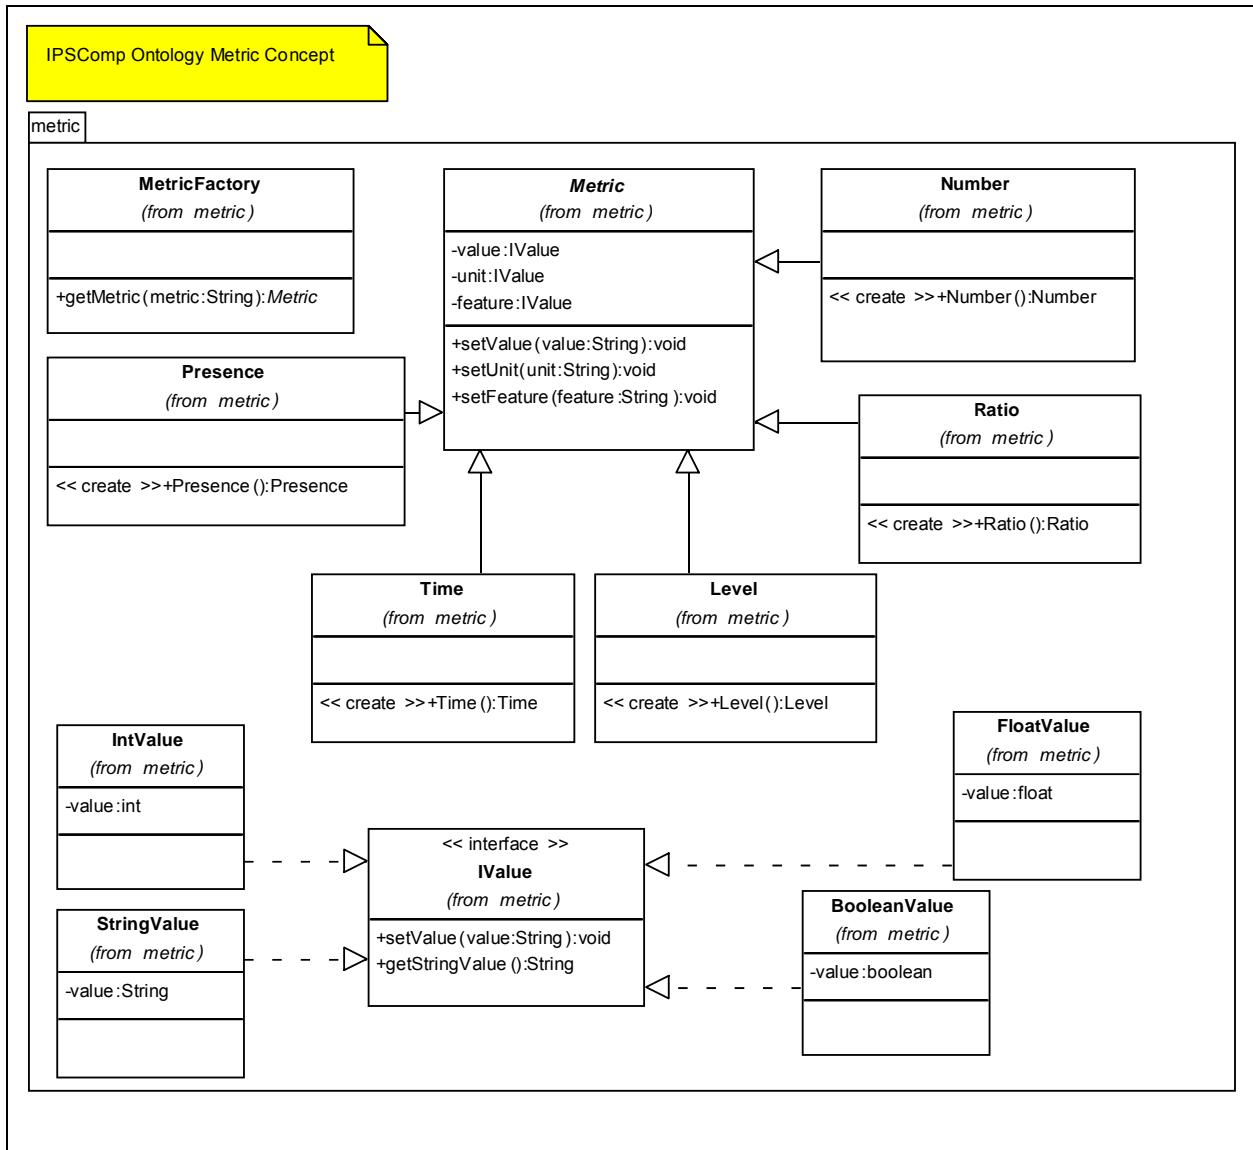 IPSComp Ontology Metric Concept
metric
MetricFactory
(from metric)
+getMetric(metric:String):Metric
Metric
(from metric)
-value:IValue
-unit:IValue
-feature:IValue
+setValue(value:String):void
+setUnit(unit:String):void
+setFeature(feature:String):void
Number
(from metric)
<< create >>+Number():Number
Presence
(from metric)
<< create >>+Presence():Presence
Ratio
(from metric)
<< create >>+Ratio():Ratio
Time
(from metric)
<< create >>+Time():Time
Level
(from metric)
<< create >>+Level():Level
IntValue
(from metric)
-value:int
FloatValue
(from metric)
-value:float
<< interface >>
IValue
(from metric)
+setValue(value:String):void
+getStringValue():String
StringValue
(from metric)
-value:String
BooleanValue
(from metric)
-value:boolean